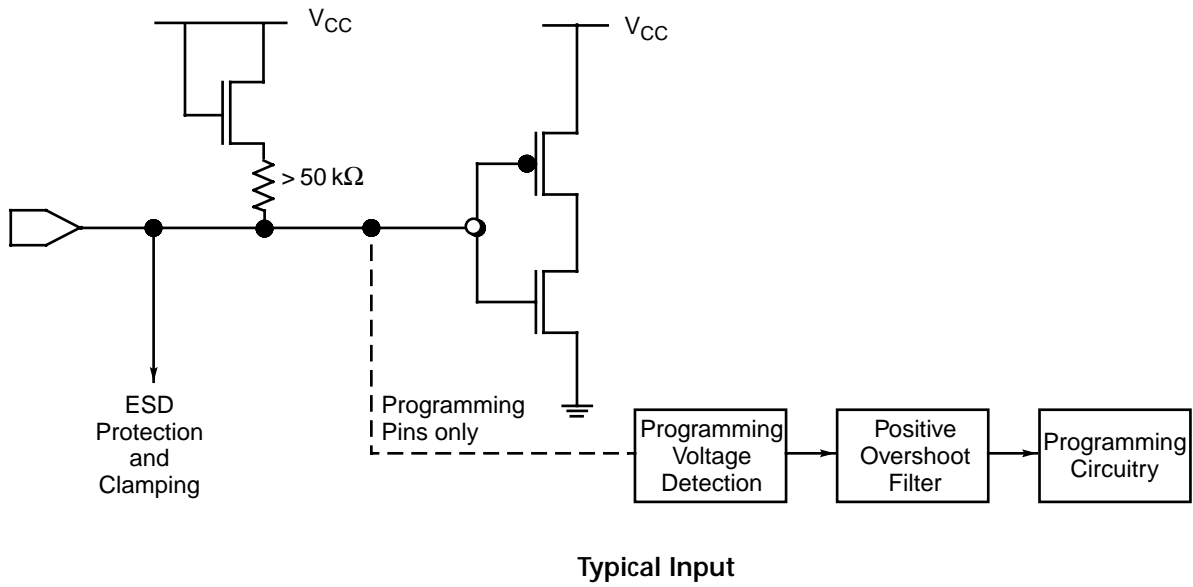 V_CC
V_CC
> 50 kΩ
ESD
Protection
and
Clamping
Programming
Pins only
Programming
Voltage
Detection
Positive
Overshoot
Filter
Programming
Circuitry
Typical Input